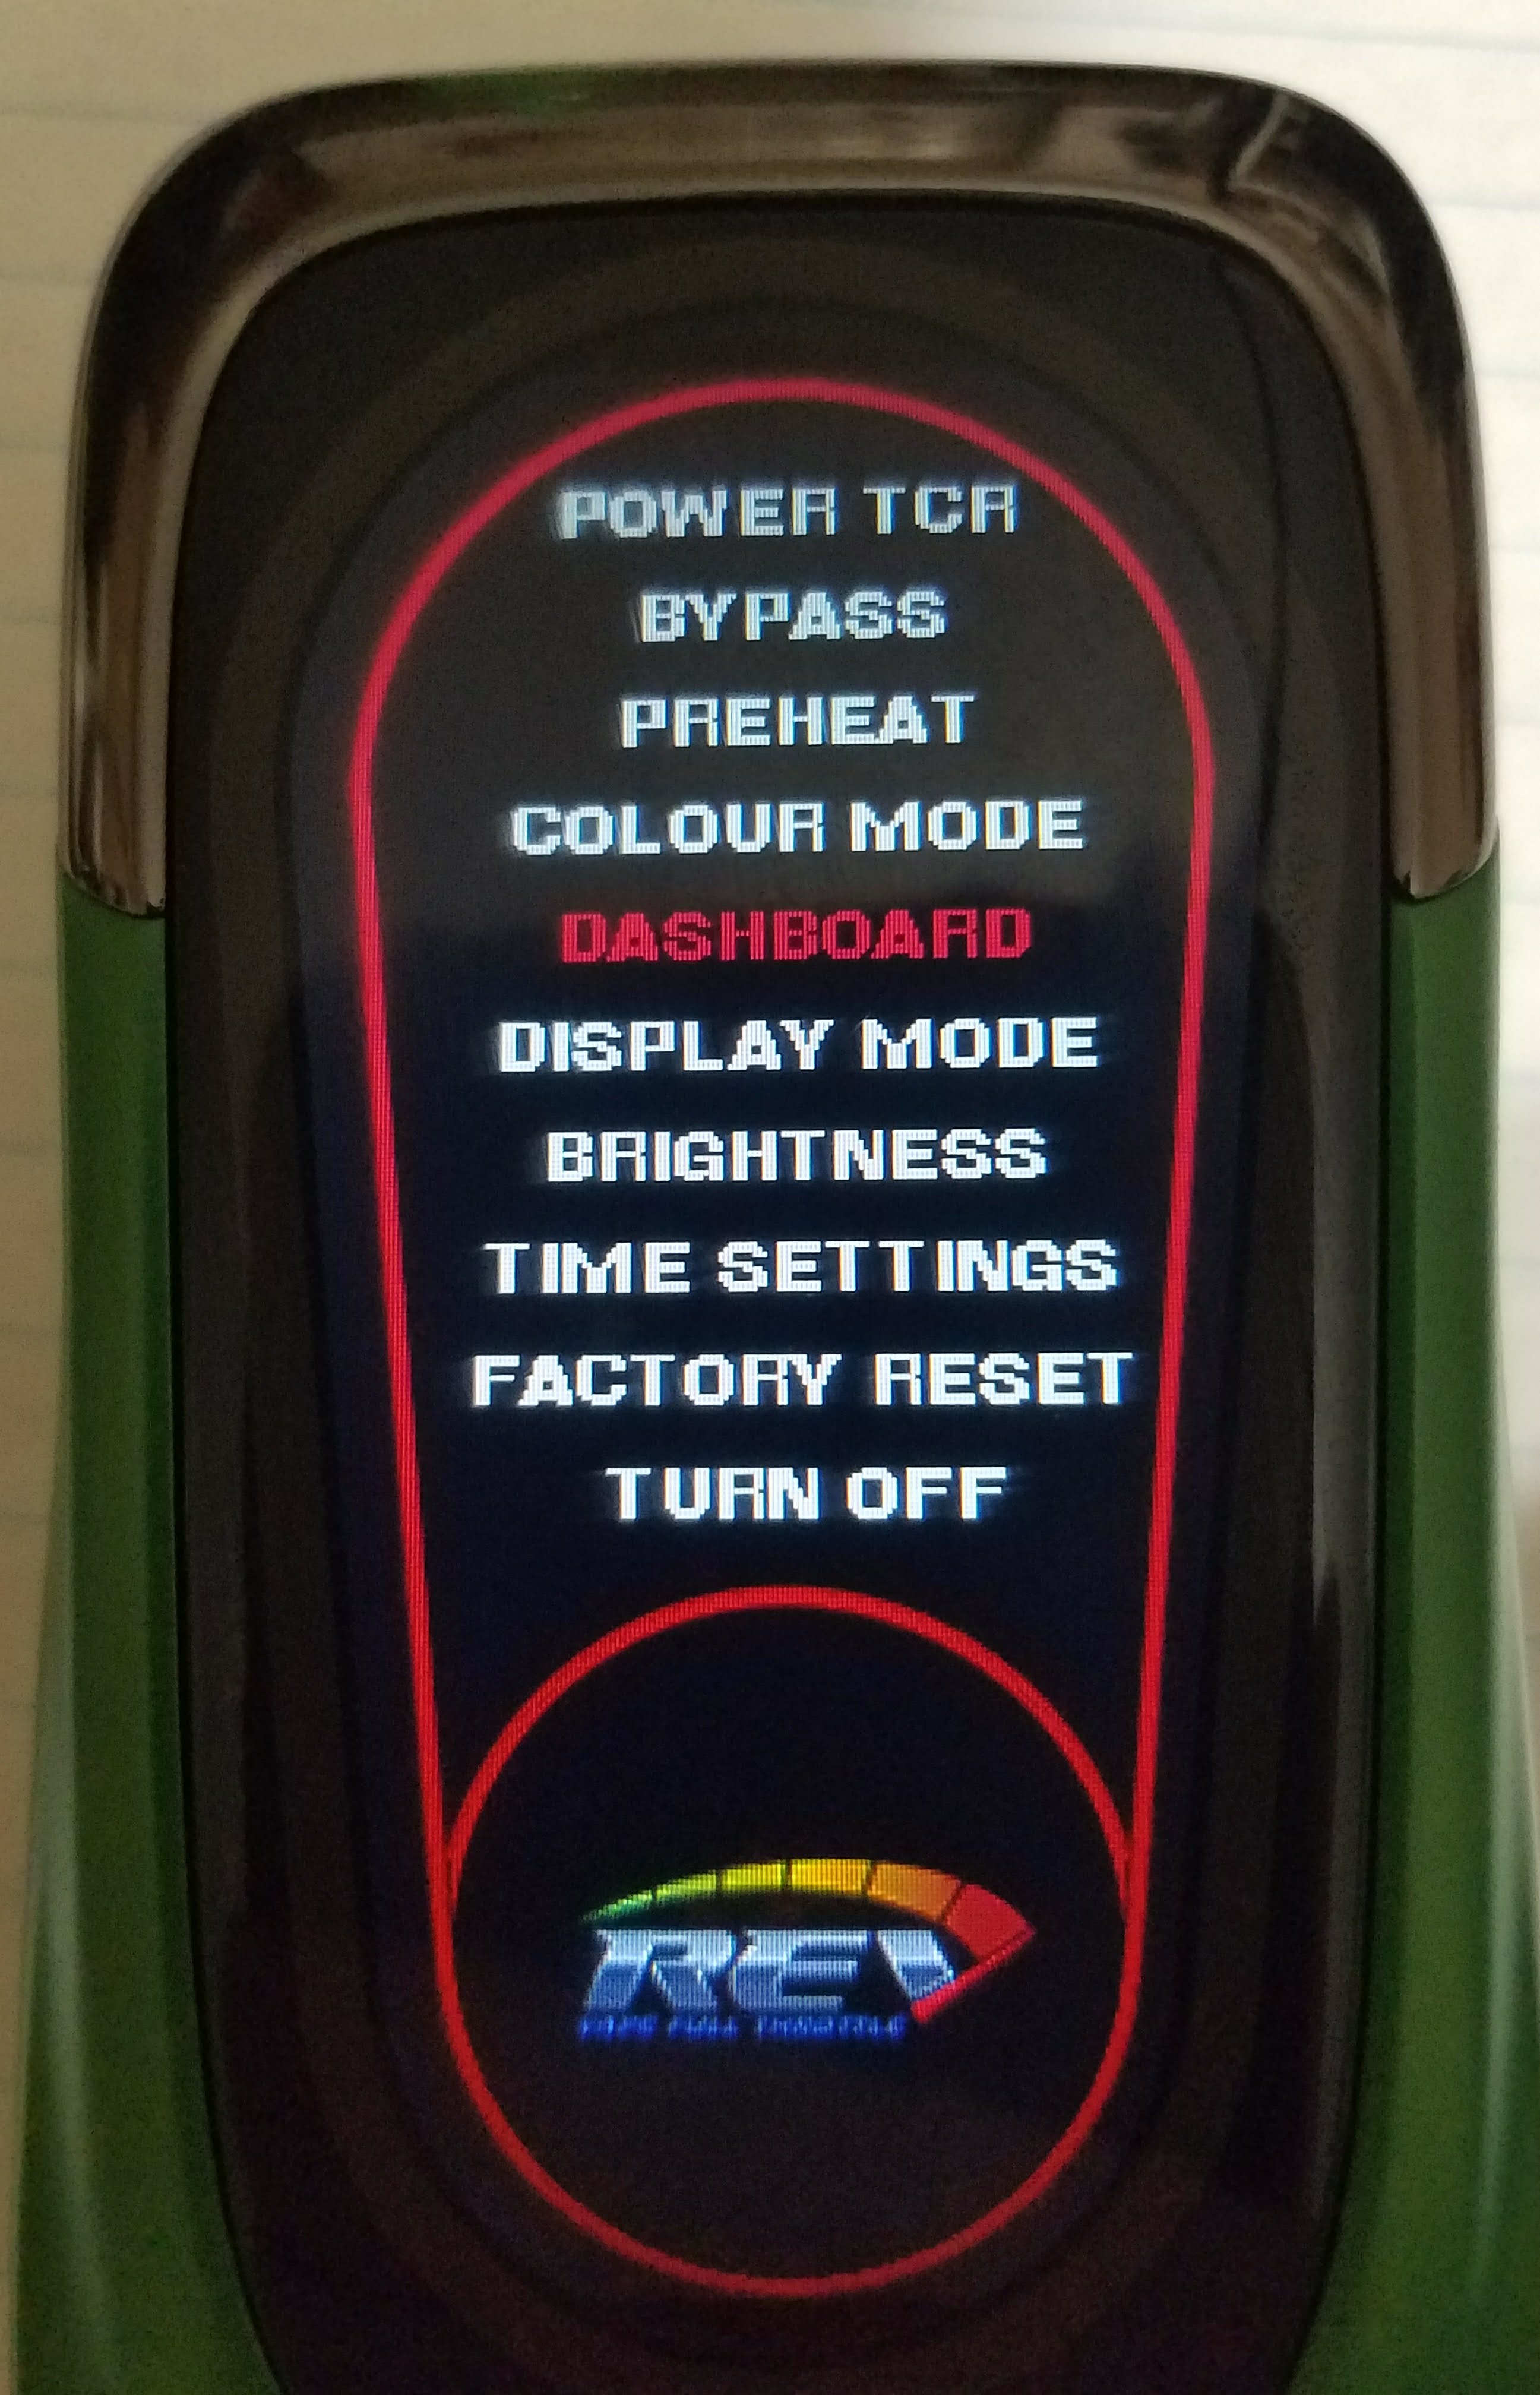 POWER TCR
BYPASS
PREHEAT
COLOUR MODE
DASHBOARD
DISPLAY MODE
BRIGHTNESS
TIME SETTINGS
FACTORY RESET
TURN OFF
REV